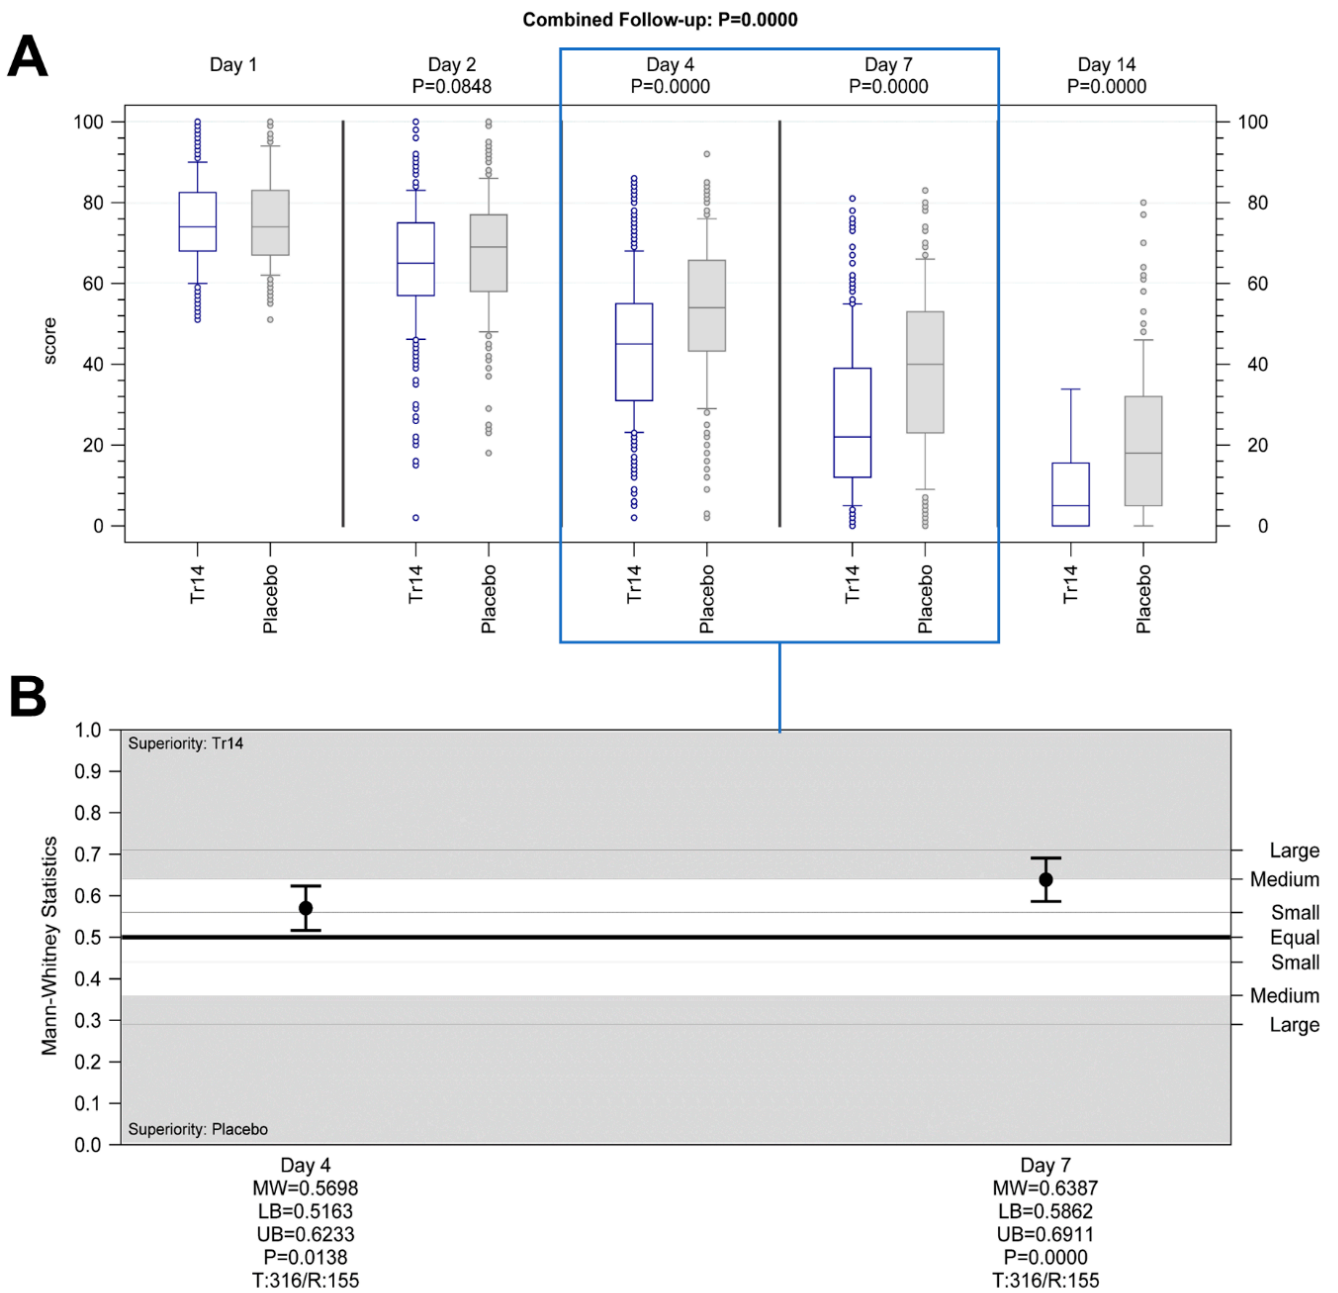 Combined Follow-up: P=0.0000
A
Day 1 Day 2 Day 4 Day 7 Day 14
P=0.0848 P=0.0000 P=0.0000 P=0.0000
score
100 100
80 80
60 60
40 40
20 20
0 0
Tr14 Placebo Tr14 Placebo Tr14 Placebo Tr14 Placebo Tr14 Placebo
B
Mann-Whitney Statistics
1.0
Superiority: Tr14
0.9
0.8
0.7 Large
Medium
0.6
Small
0.5 Equal
Small
0.4
Medium
0.3 Large
0.2
0.1
Superiority: Placebo
0.0
Day 4 Day 7
MW=0.5698 MW=0.6387
LB=0.5163 LB=0.5862
UB=0.6233 UB=0.6911
P=0.0138 P=0.0000
T:316/R:155 T:316/R:155